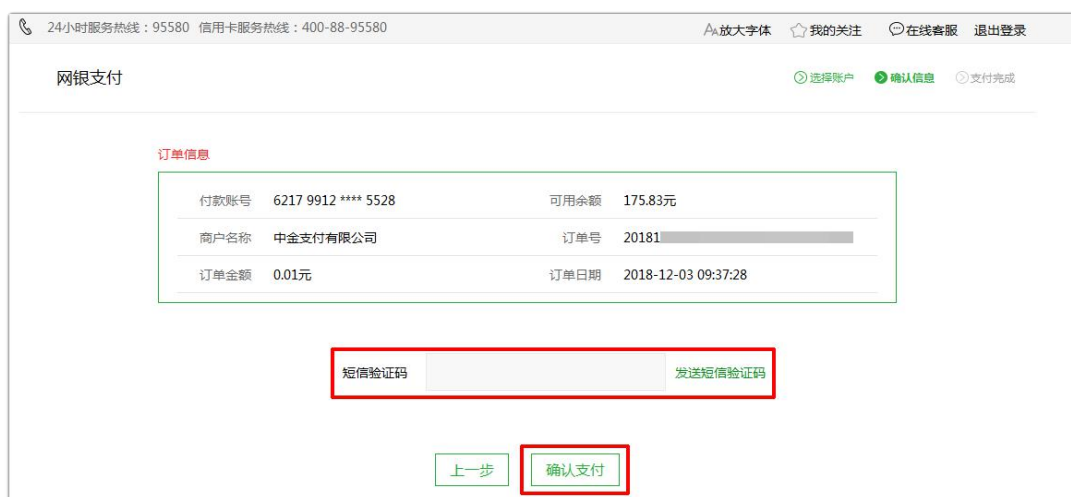 24小时服务热线：95580 信用卡服务热线：400-88-95580 AA放大字体 我的关注 在线客服 退出登录
网银支付 选择账户 确认信息 支付完成
订单信息
付款账号 6217 9912 **** 5528 可用余额 175.83元
商户名称 中金支付有限公司 订单号 20181
订单金额 0.01元 订单日期 2018-12-03 09:37:28
短信验证码 发送短信验证码
上一步 确认支付